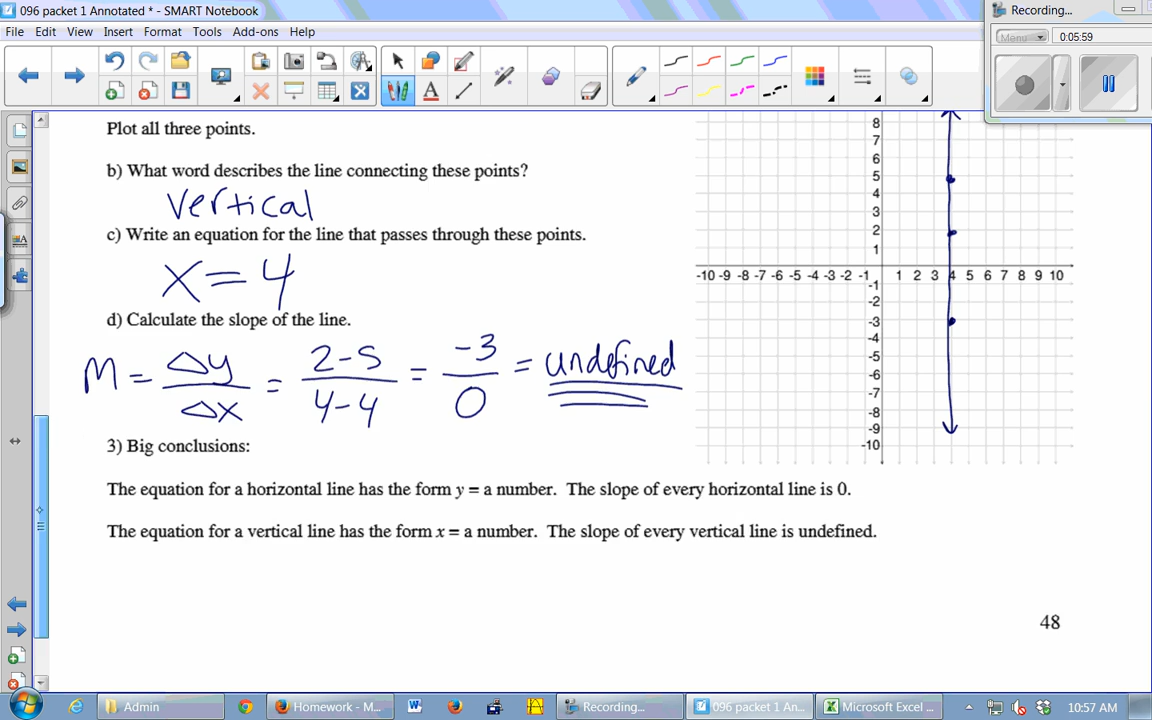 096 packet 1 Annotated * - SMART Notebook
Recording...
File Edit View Insert Format Tools Add-ons Help
Menu
0:05:59
Plot all three points.
b) What word describes the line connecting these points?
Vertical
c) Write an equation for the line that passes through these points.
x = 4
d) Calculate the slope of the line.
M = Δy/Δx = 2-5/4-4 = -3/0 = undefined
8
7
6
5
4
3
2
1
-10 -9 -8 -7 -6 -5 -4 -3 -2 -1 1 2 3 4 5 6 7 8 9 10
-1
-2
-3
-4
-5
-6
-7
-8
-9
-10
3) Big conclusions:
The equation for a horizontal line has the form y = a number. The slope of every horizontal line is 0.
The equation for a vertical line has the form x = a number. The slope of every vertical line is undefined.
48
Admin
Homework - M...
Recording...
096 packet 1 An...
Microsoft Excel ...
10:57 AM